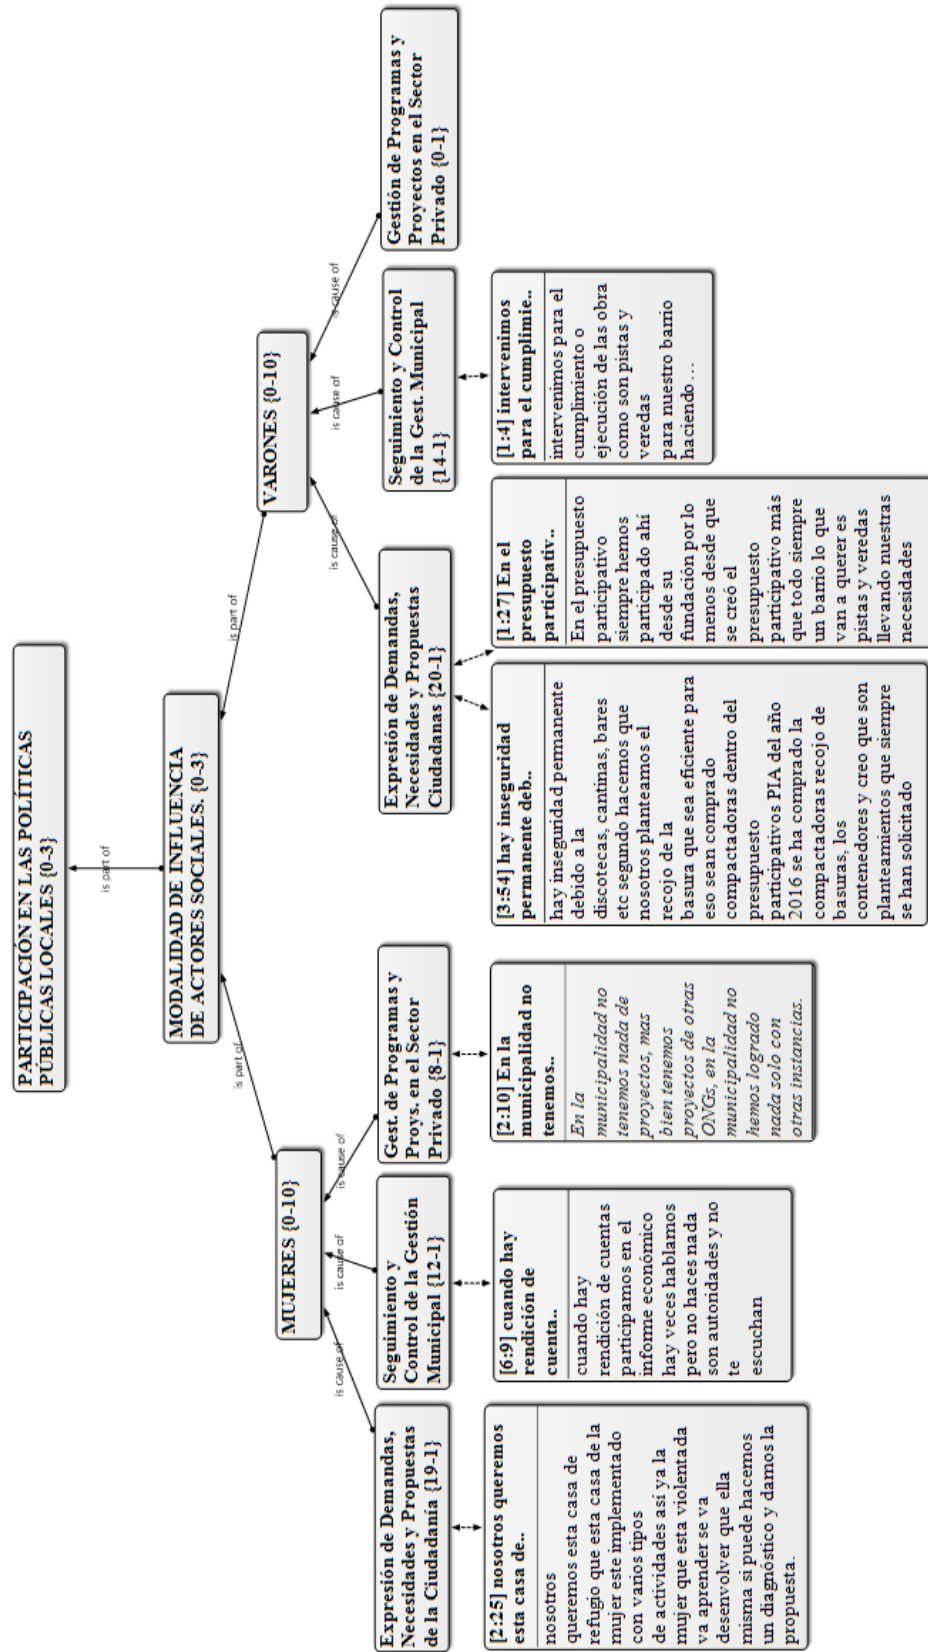 PARTICIPACIÓN EN LAS POLÍTICAS
PÚBLICAS LOCALES {0-3}
is part of
MODALIDAD DE INFLUENCIA
DE ACTORES SOCIALES. {0-3}
is part of
is part of
MUJERES {0-10}
VARONES {0-10}
is cause of
is cause of
is cause of
is cause of
is cause of
is cause of
Expresión de Demandas,
Necesidades y Propuestas
de la Ciudadanía {19-1}
Seguimiento y
Control de la Gestión
Municipal {12-1}
Gest. de Programas y
Proys. en el Sector
Privado {8-1}
Expresión de Demandas,
Necesidades y Propuestas
Ciudadanas {20-1}
Seguimiento y Control
de la Gest. Municipal
{14-1}
Gestión de Programas y
Proyectos en el Sector
Privado {0-1}
[2:25] nosotros queremos
esta casa de..
nosotros
queremos esta casa de
refugio que esta casa de la
mujer este implementado
con varios tipos
de actividades así ya la
mujer que esta violentada
va aprender se va
desenvolver que ella
misma si puede hacemos
un diagnóstico y damos la
propuesta.
[6:9] cuando hay
rendición de
cuenta..
cuando hay
rendición de cuentas
participamos en el
informe económico
hay veces hablamos
pero no haces nada
son autoridades y no
te
escuchan
[2:10] En la
municipalidad no
tenemos..
En la
municipalidad no
tenemos nada de
proyectos, mas
bien tenemos
proyectos de otras
ONGs, en la
municipalidad no
hemos logrado
nada solo con
otras instancias.
[3:54] hay inseguridad
permanente deb..
hay inseguridad permanente
debido a la
discotecas, cantinas, bares
etc segundo hacemos que
nosotros planteamos el
recojo de la
basura que sea eficiente para
eso sean comprado
compactadoras dentro del
presupuesto
participativos PIA del año
2016 se ha comprado la
compactadoras recojo de
basuras, los
contenedores y creo que son
planteamientos que siempre
se han solicitado
[1:27] En el
presupuesto
participativ..
En el presupuesto
participativo
siempre hemos
participado ahí
desde su
fundación por lo
menos desde que
se creó el
presupuesto
participativo más
que todo siempre
un barrio lo que
van a querer es
pistas y veredas
llevando nuestras
necesidades
[1:4] intervenimos
para el cumplimie..
intervenimos para el
cumplimiento o
ejecución de las obra
como son pistas y
veredas
para nuestro barrio
haciendo ...